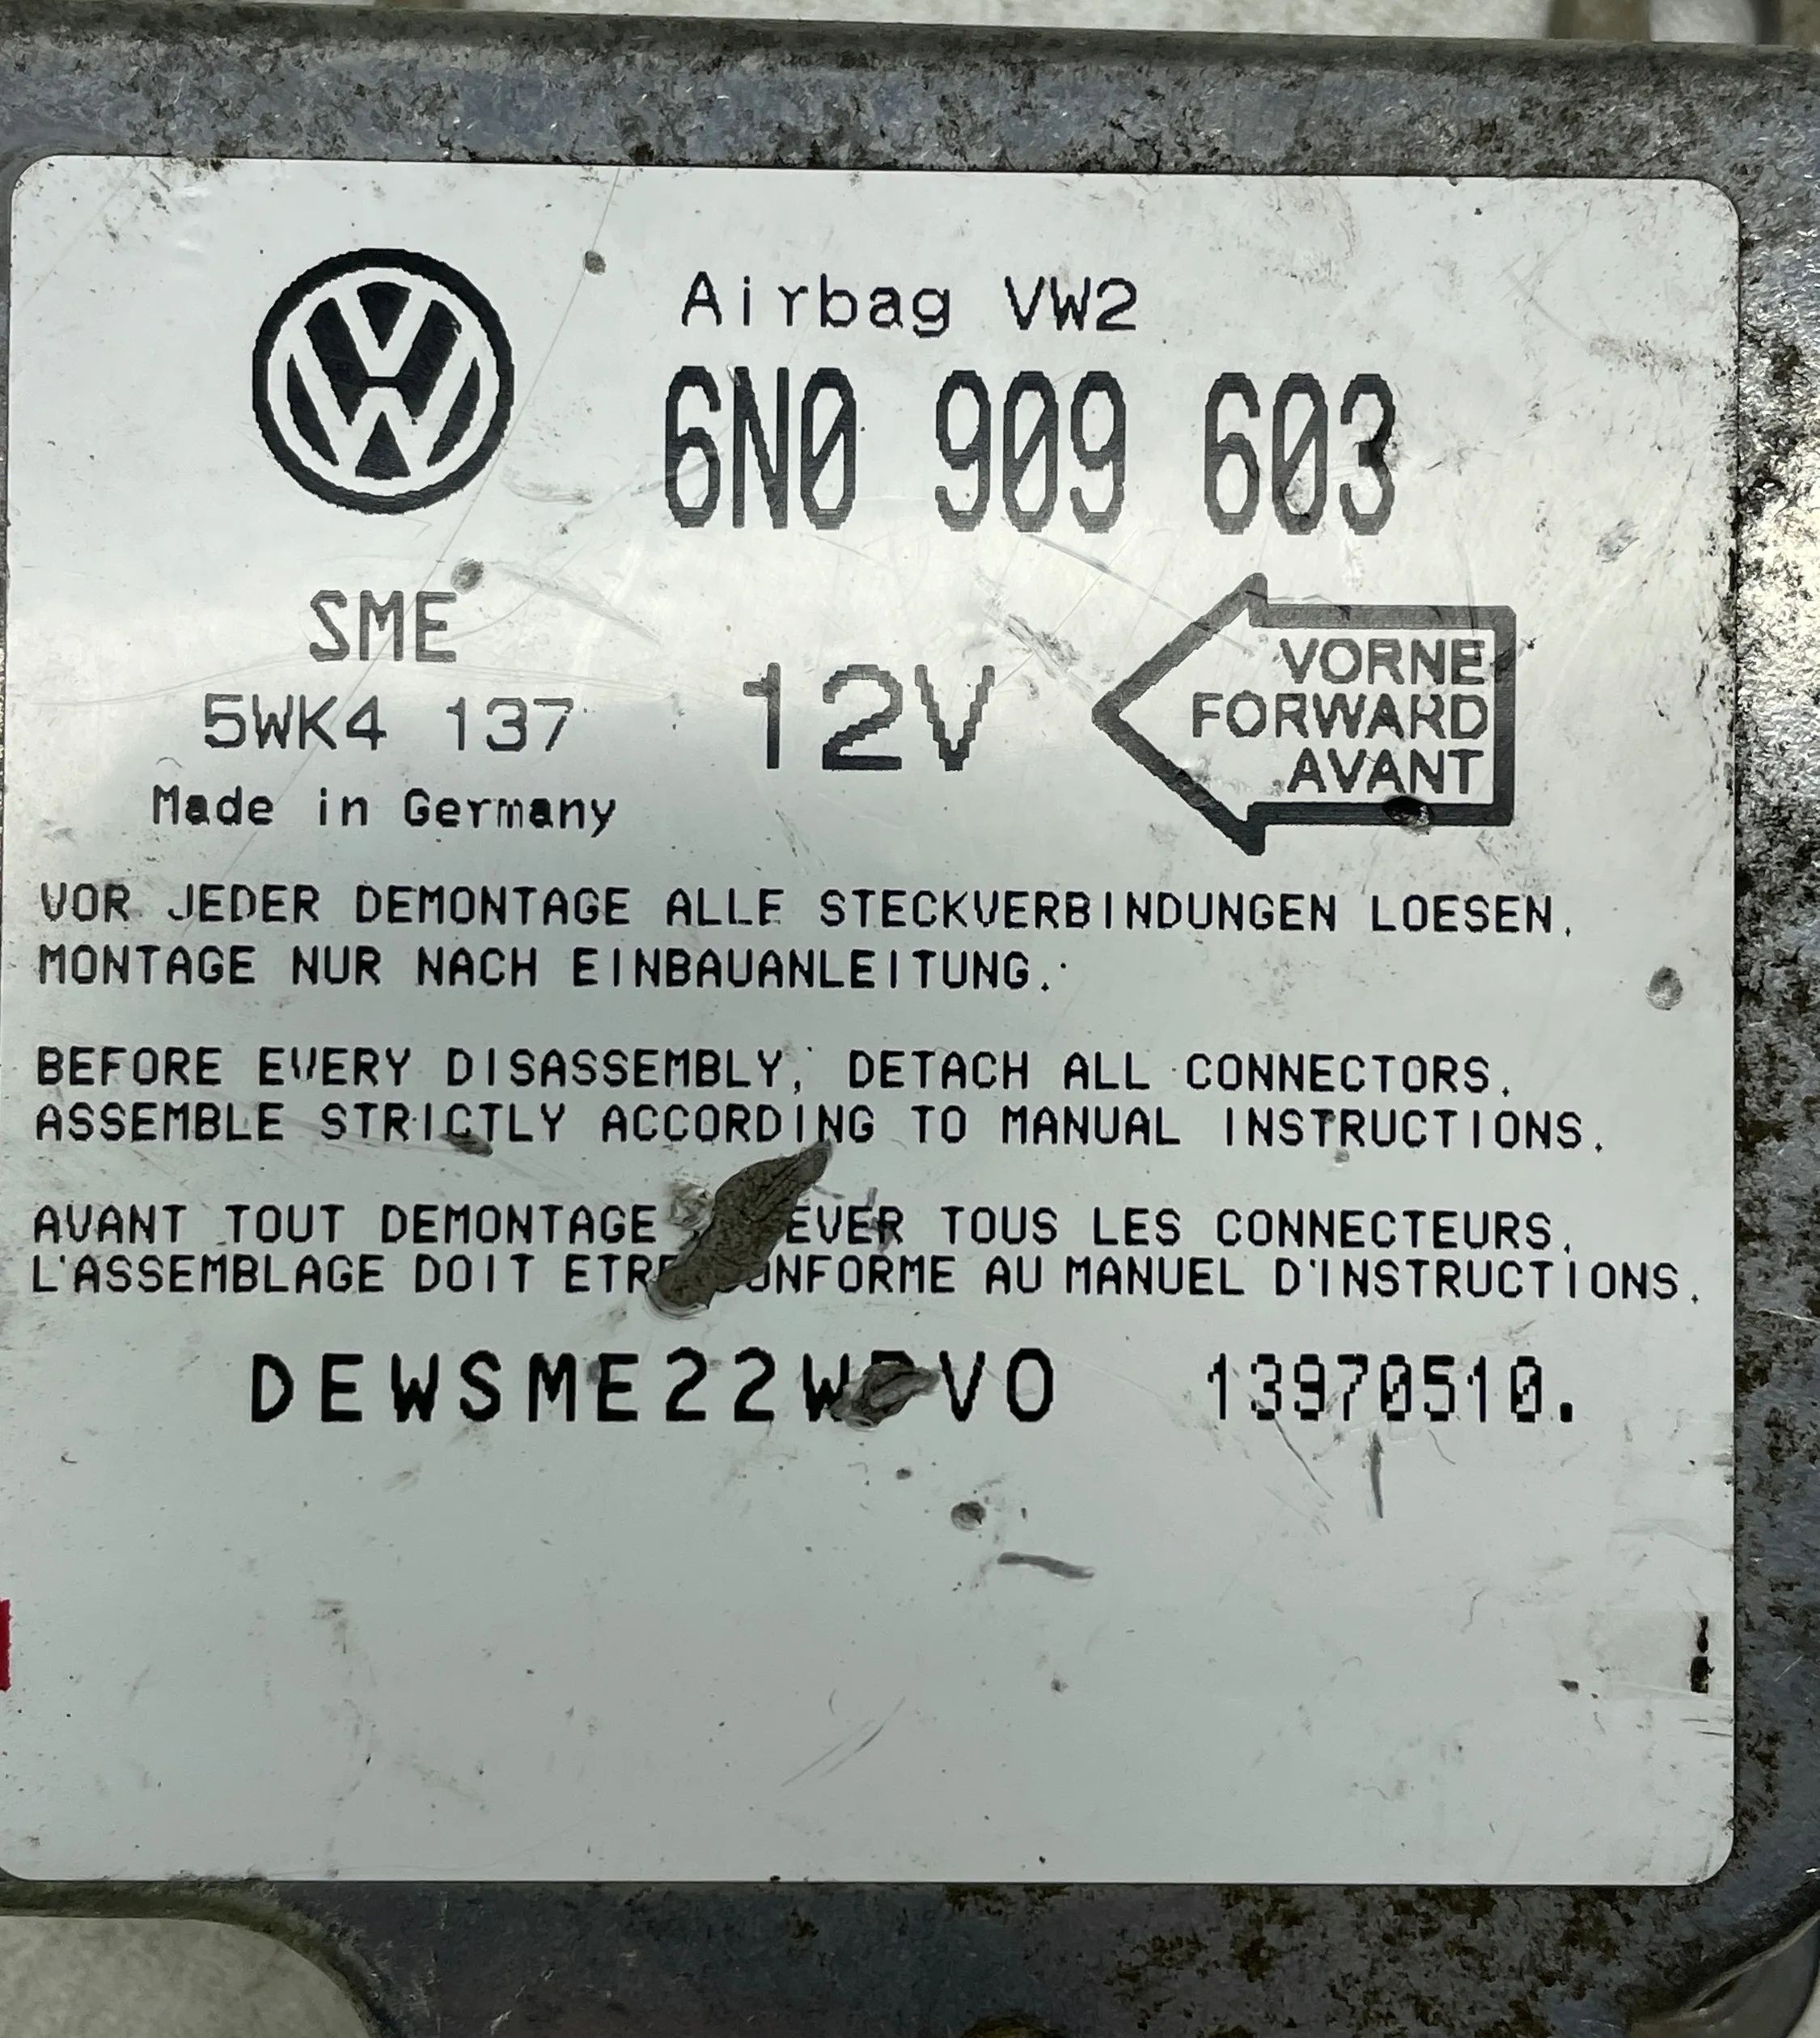 Airbag VW2
6N0 909 603
SME
5WK4 137
Made in Germany
12V
VORNE
FORWARD
AVANT
VOR JEDER DEMONTAGE ALLE STECKVERBINDUNGEN LOESEN.
MONTAGE NUR NACH EINBAUANLEITUNG.
BEFORE EVERY DISASSEMBLY, DETACH ALL CONNECTORS.
ASSEMBLE STRICTLY ACCORDING TO MANUAL INSTRUCTIONS.
AVANT TOUT DEMONTAGE TOUS LES CONNECTEURS.
L'ASSEMBLAGE DOIT ETRE CONFORME AU MANUEL D'INSTRUCTIONS.
13970510.